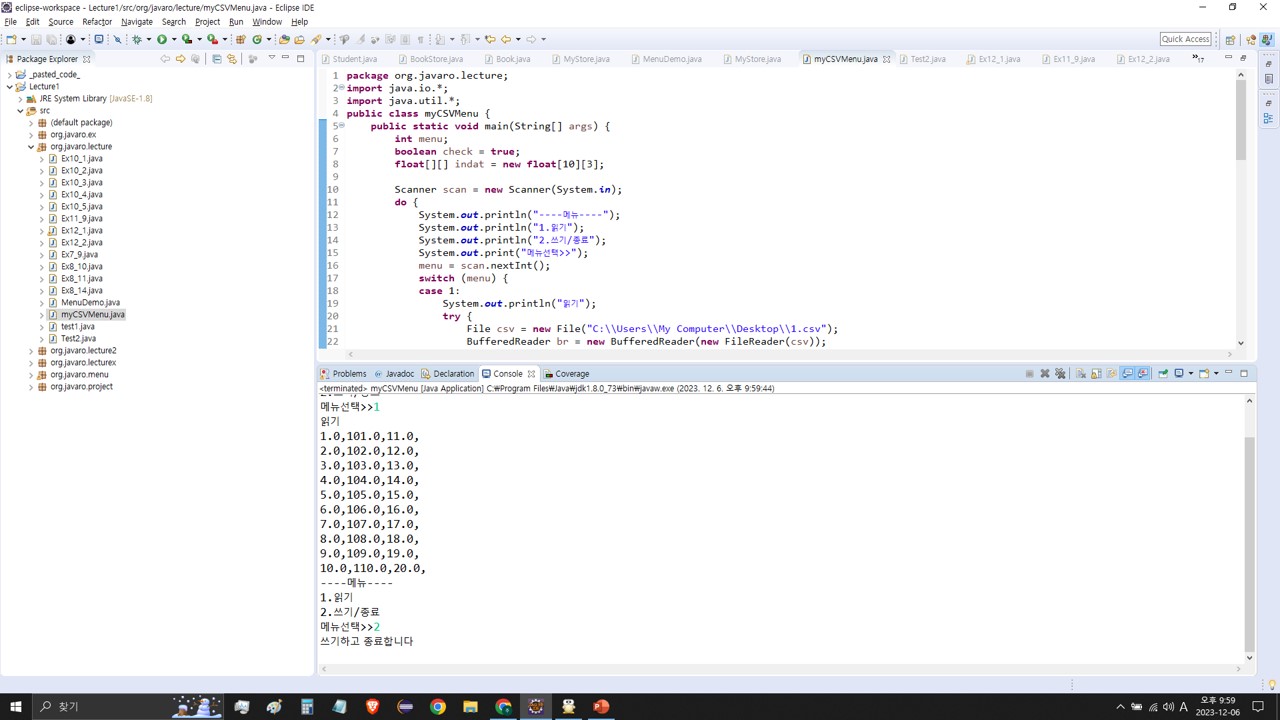 eclipse-workspace - Lecture1/src/org/javaro/lecture/myCSVMenu.java - Eclipse IDE
File Edit Source Refactor Navigate Search Project Run Window Help
Quick Access
Package Explorer
_pasted_code_
Lecture1
JRE System Library [JavaSE-1.8]
src
(default package)
org.javaro.ex
org.javaro.lecture
Ex10_1.java
Ex10_2.java
Ex10_3.java
Ex10_4.java
Ex10_5.java
Ex11_9.java
Ex12_1.java
Ex12_2.java
Ex7_9.java
Ex8_10.java
Ex8_11.java
Ex8_14.java
MenuDemo.java
myCSVMenu.java
test1.java
Test2.java
org.javaro.lecture2
org.javaro.lecturex
org.javaro.menu
org.javaro.project
Student.java BookStore.java Book.java MyStore.java MenuDemo.java MyStore.java myCSVMenu.java Test2.java Ex12_1.java Ex11_9.java Ex12_2.java »17
1 package org.javaro.lecture;
2 import java.io.*;
3 import java.util.*;
4 public class myCSVMenu {
5 public static void main(String[] args) {
6 int menu;
7 boolean check = true;
8 float[][] indat = new float[10][3];
9
10 Scanner scan = new Scanner(System.in);
11 do {
12 System.out.println("----메뉴----");
13 System.out.println("1.읽기");
14 System.out.println("2.쓰기/종료");
15 System.out.print("메뉴선택>>");
16 menu = scan.nextInt();
17 switch (menu) {
18 case 1:
19 System.out.println("읽기");
20 try {
21 File csv = new File("C:\\Users\\My Computer\\Desktop\\1.csv");
22 BufferedReader br = new BufferedReader(new FileReader(csv));
Problems Javadoc Declaration Console Coverage
<terminated> myCSVMenu [Java Application] C:₩Program Files₩Java₩jdk1.8.0_73₩bin₩javaw.exe (2023. 12. 6. 오후 9:59:44)
2.쓰기/종료
메뉴선택>>1
읽기
1.0,101.0,11.0,
2.0,102.0,12.0,
3.0,103.0,13.0,
4.0,104.0,14.0,
5.0,105.0,15.0,
6.0,106.0,16.0,
7.0,107.0,17.0,
8.0,108.0,18.0,
9.0,109.0,19.0,
10.0,110.0,20.0,
----메뉴----
1.읽기
2.쓰기/종료
메뉴선택>>2
쓰기하고 종료합니다
찾기
A
오후 9:59
2023-12-06